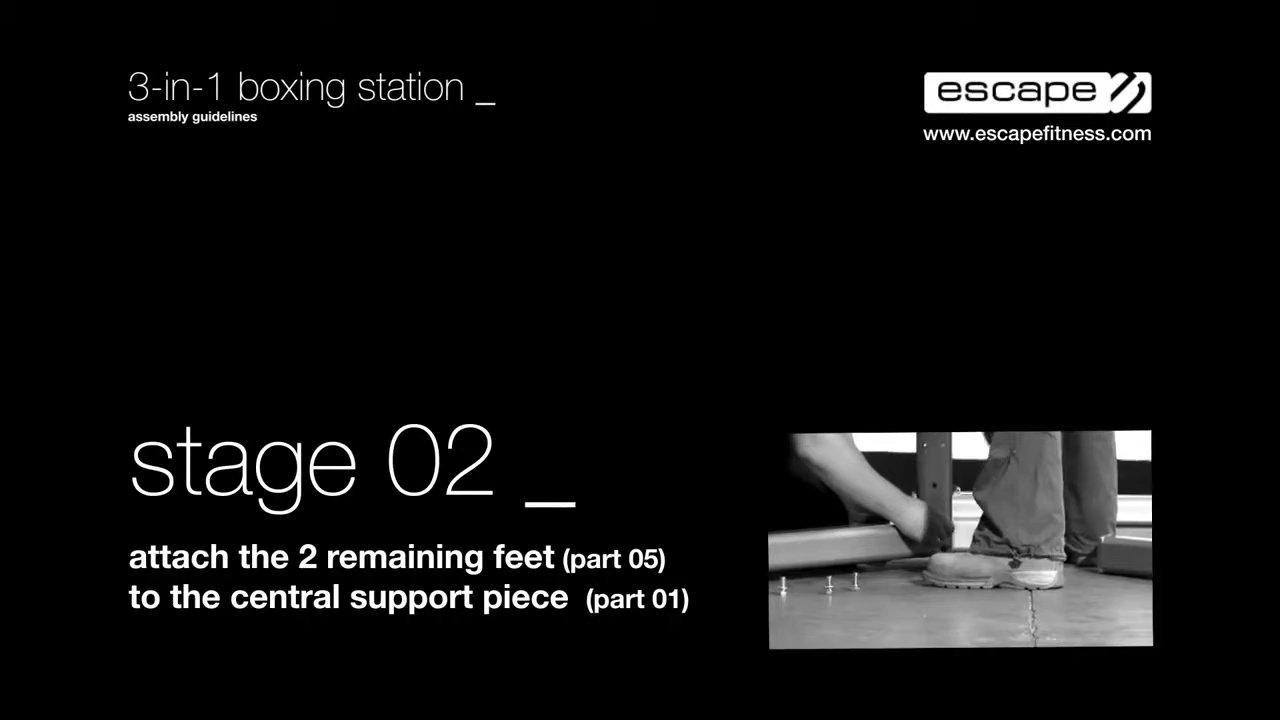 3-in-1 boxing station _
assembly guidelines
escape
www.escapefitness.com
stage 02 _
attach the 2 remaining feet (part 05)
to the central support piece (part 01)